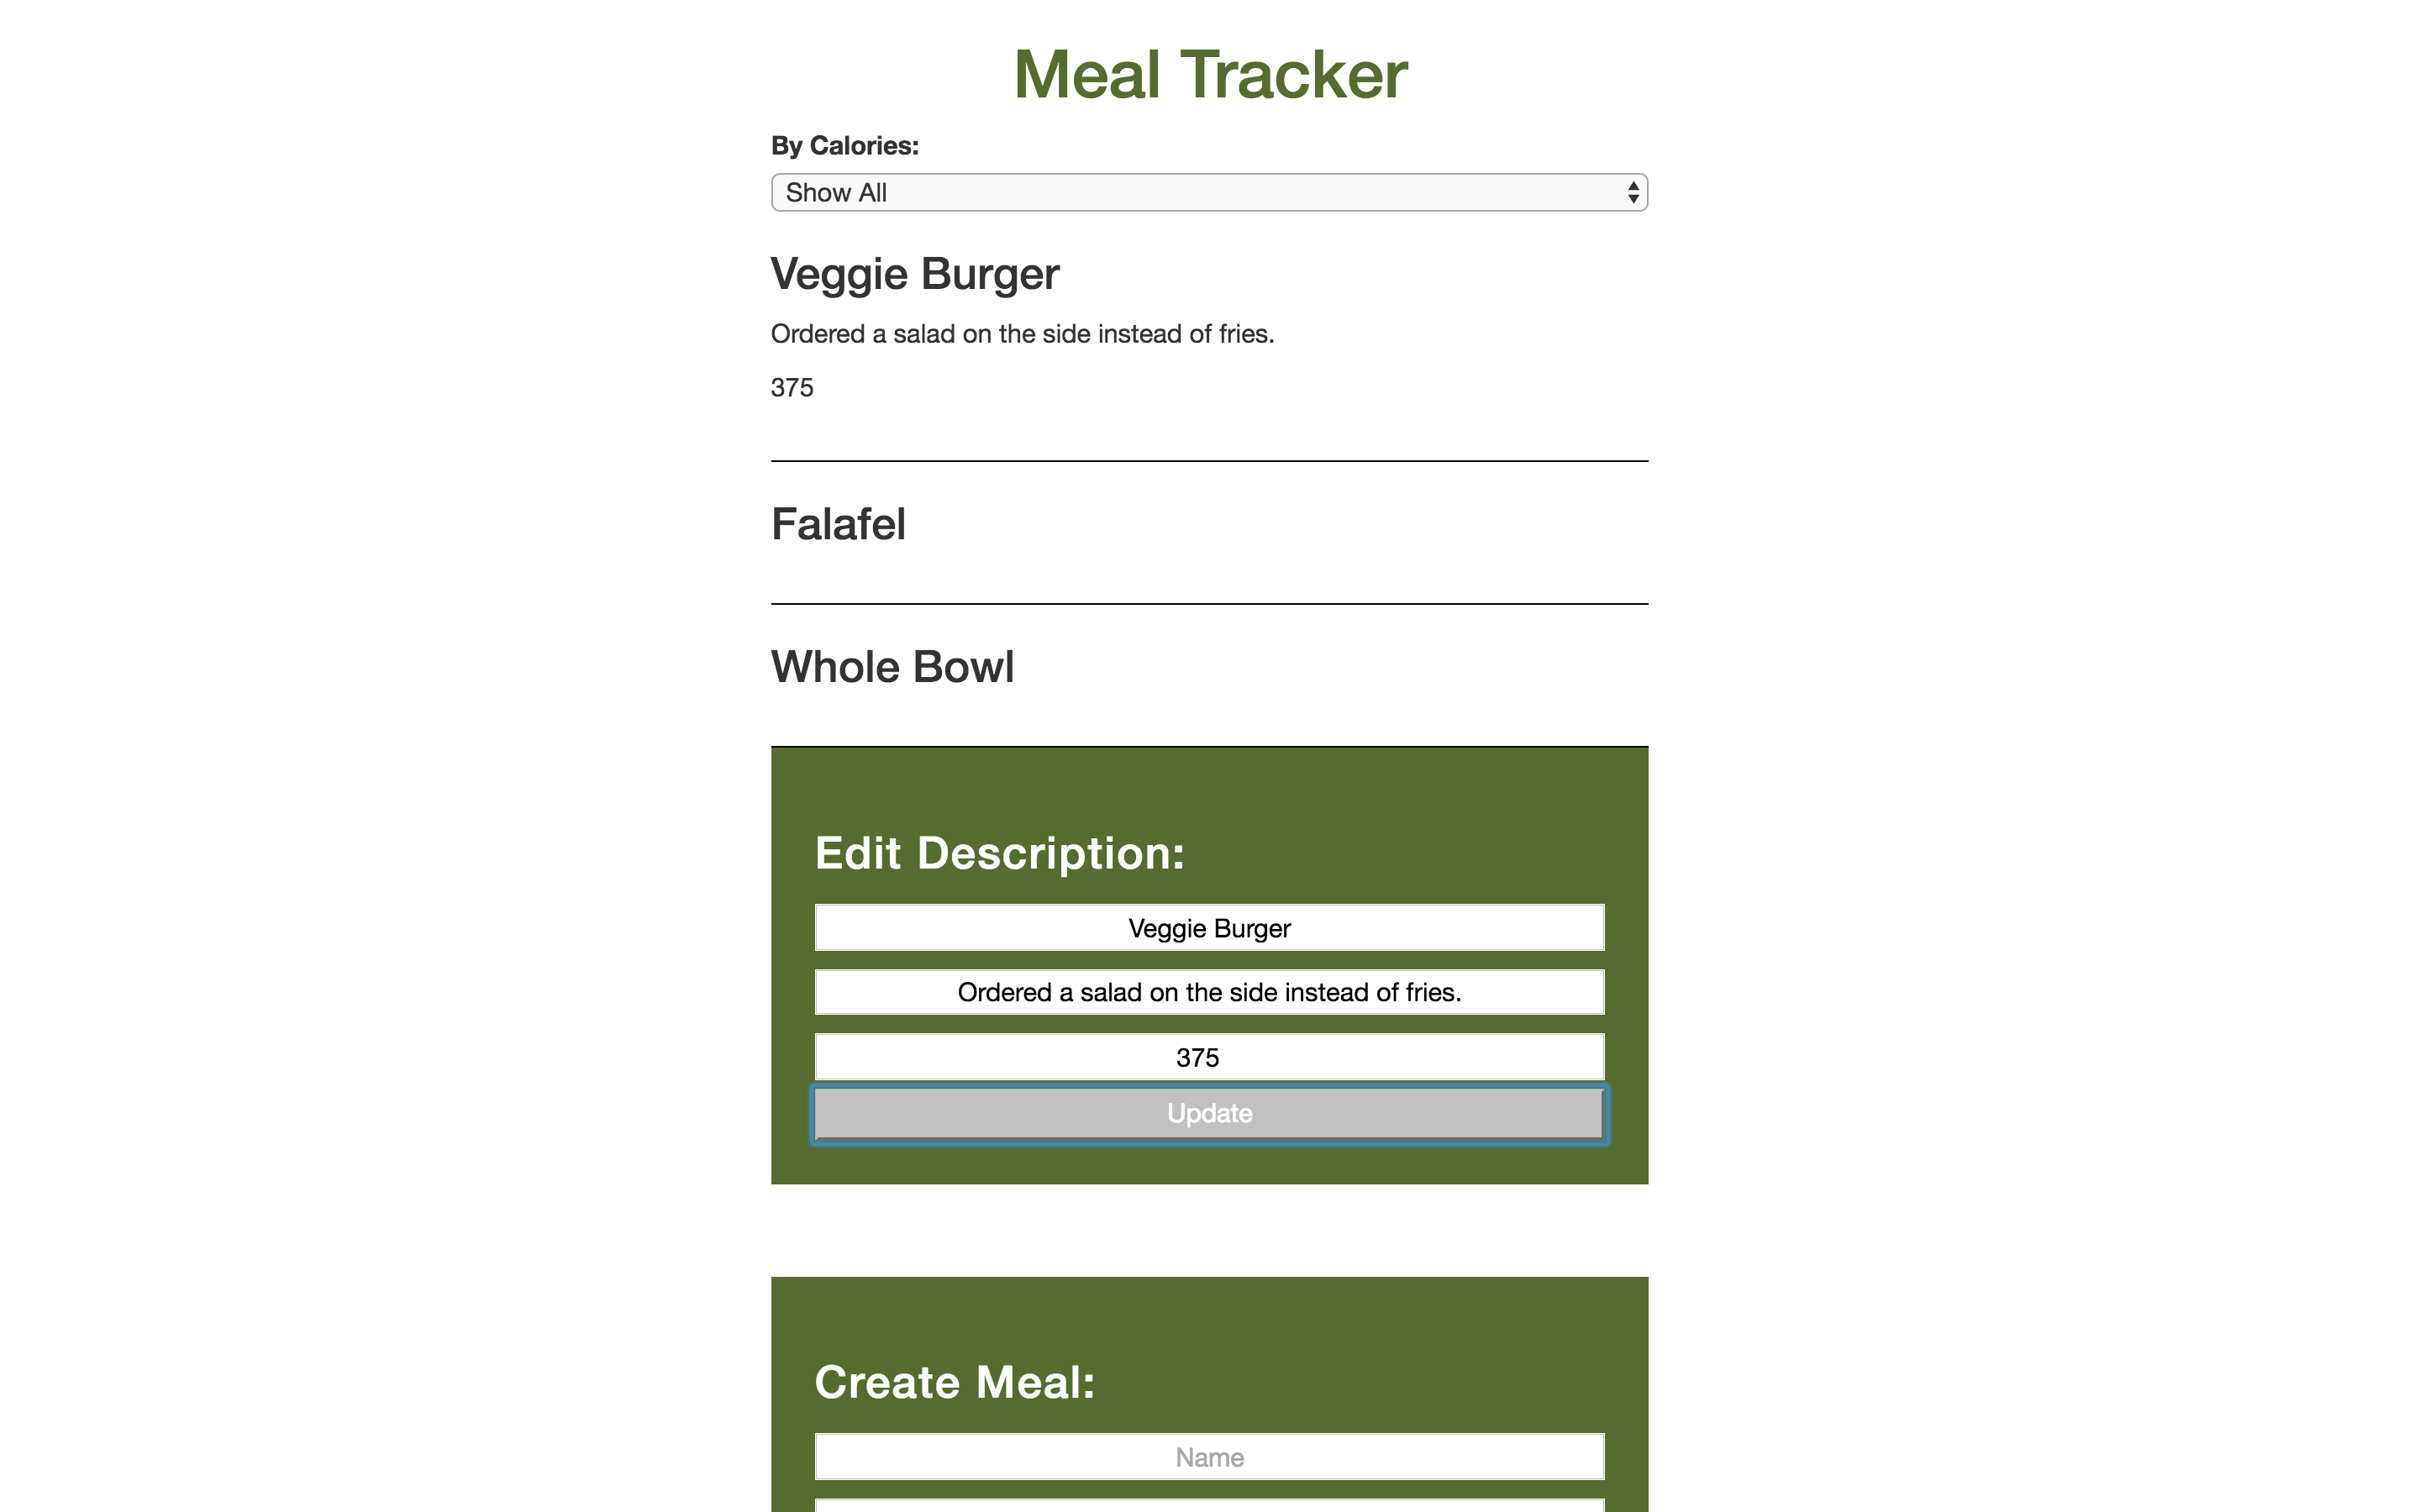 Meal Tracker
By Calories:
Show All
Veggie Burger
Ordered a salad on the side instead of fries.
375
Falafel
Whole Bowl
Edit Description:
Veggie Burger
Ordered a salad on the side instead of fries.
375
Update
Create Meal:
Name